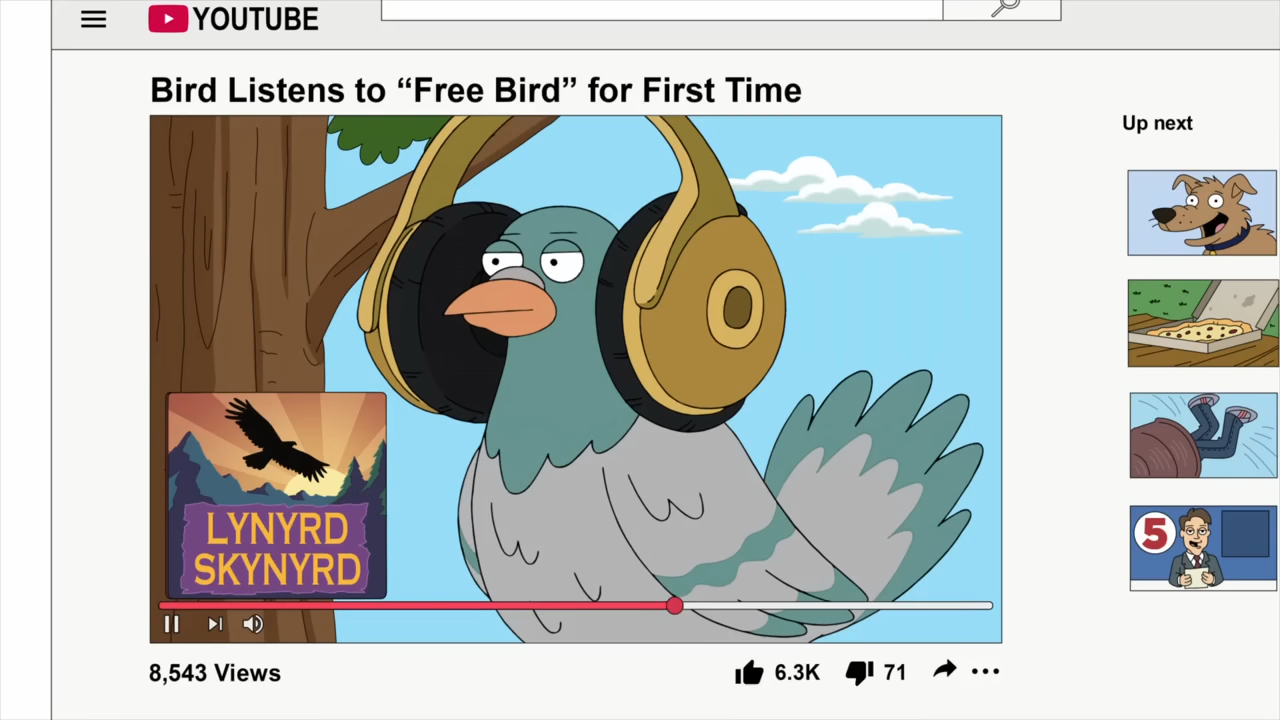 YOUTUBE
Bird Listens to “Free Bird” for First Time
Up next
LYNYRD
SKYNYRD
5
8,543 Views
6.3K
71